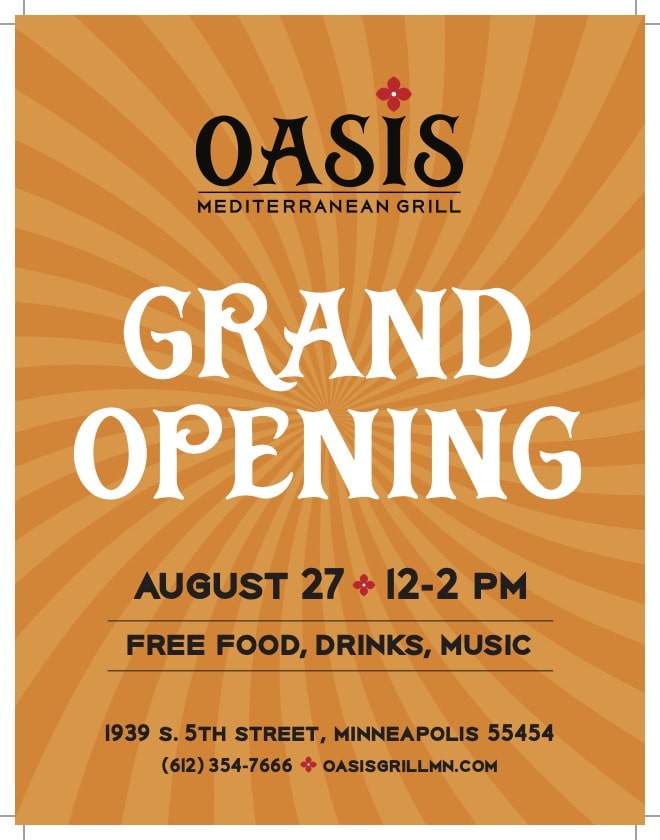 OASIS
MEDITERRANEAN GRILL
GRAND
OPENING
AUGUST 27 12-2 PM
FREE FOOD, DRINKS, MUSIC
1939 S. 5TH STREET, MINNEAPOLIS 55454
(612) 354-7666 OASISGRILLMN.COM